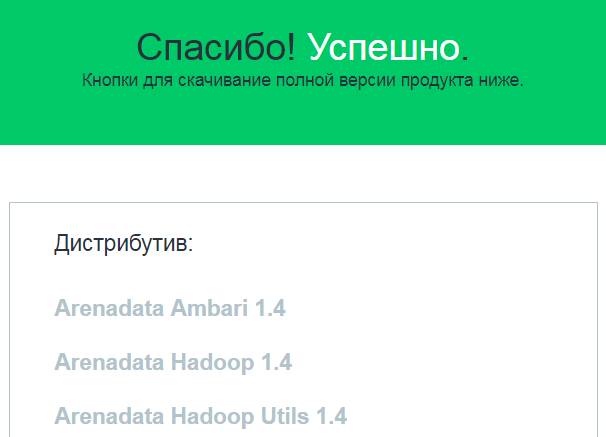 Спасибо! Успешно.
Кнопки для скачивание полной версии продукта ниже.
Дистрибутив:
Arenadata Ambari 1.4
Arenadata Hadoop 1.4
Arenadata Hadoop Utils 1.4